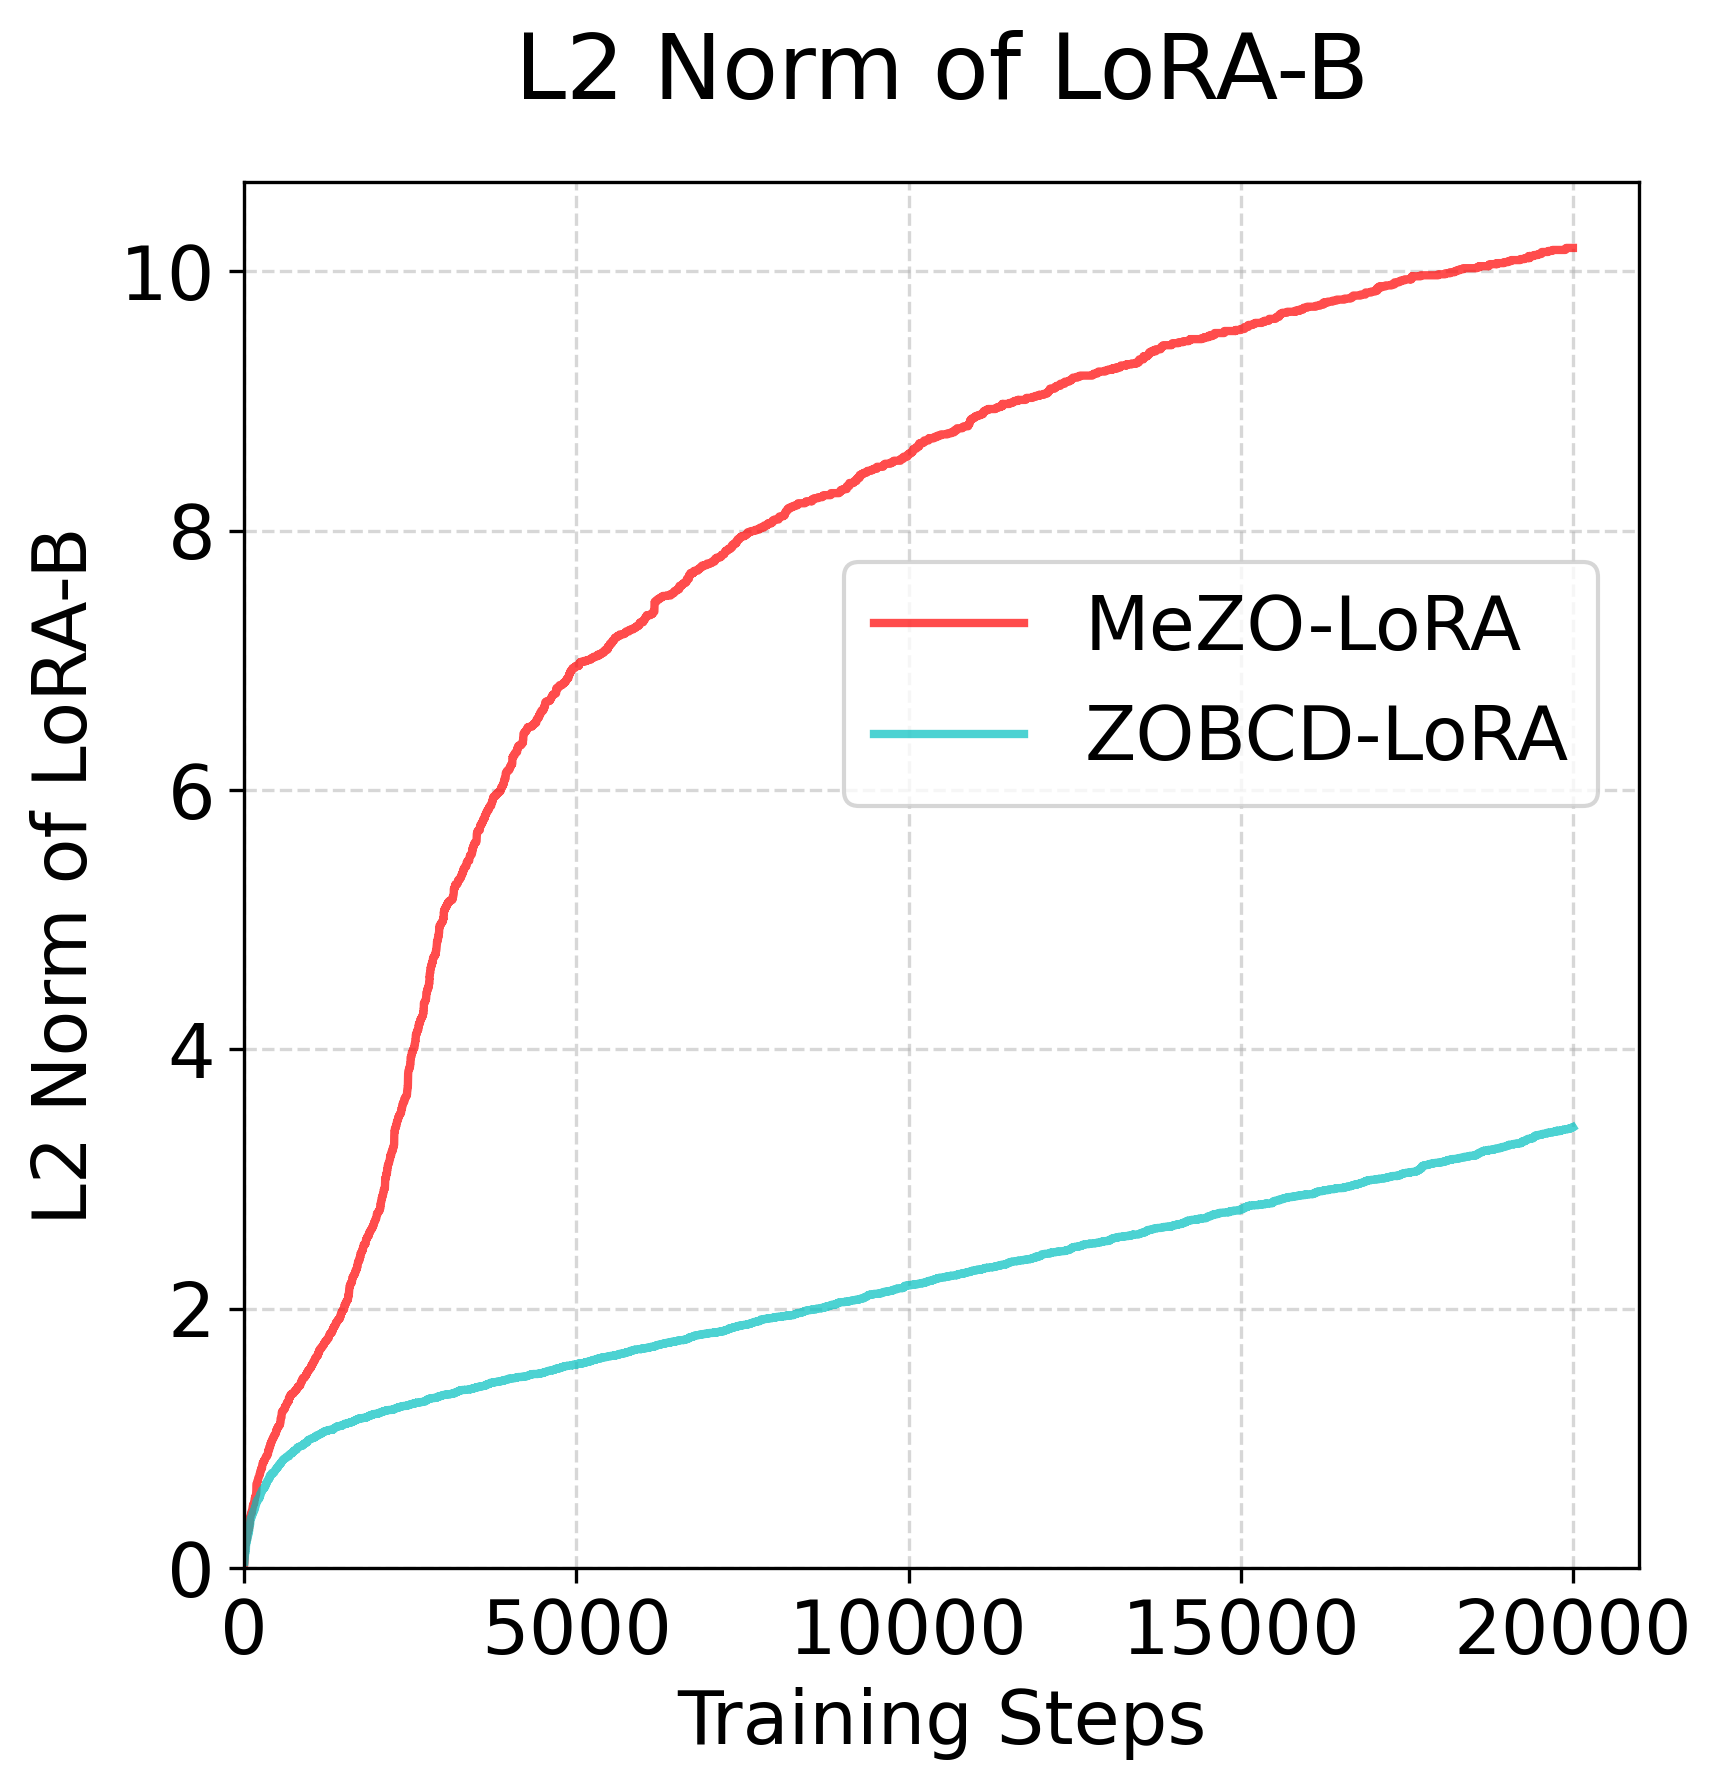 L2 Norm of LoRA-B
L2 Norm of LoRA-B
10
8
6
4
2
0
MeZO-LoRA
ZOBCD-LoRA
0 5000 10000 15000 20000
Training Steps